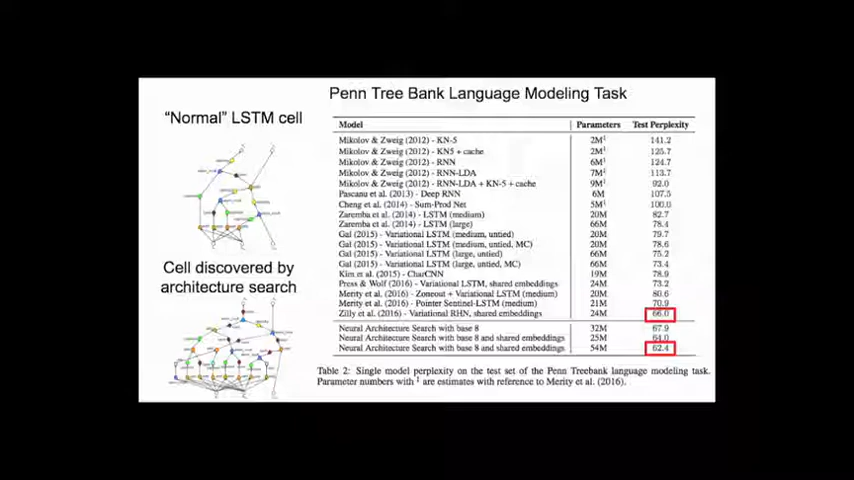 Penn Tree Bank Language Modeling Task
“Normal” LSTM cell
Cell discovered by
architecture search
Model Parameters Test Perplexity
Mikolov & Zweig (2012) - KN-5 2M‡ 141.2
Mikolov & Zweig (2012) - KN5 + cache 2M‡ 125.7
Mikolov & Zweig (2012) - RNN 6M‡ 124.7
Mikolov & Zweig (2012) - RNN-LDA 7M‡ 113.7
Mikolov & Zweig (2012) - RNN-LDA + KN-5 + cache 9M‡ 92.0
Pascanu et al. (2013) - Deep RNN 6M 107.5
Cheng et al. (2014) - Sum-Prod Net 5M‡ 100.0
Zaremba et al. (2014) - LSTM (medium) 20M 82.7
Zaremba et al. (2014) - LSTM (large) 66M 78.4
Gal (2015) - Variational LSTM (medium, untied) 20M 79.7
Gal (2015) - Variational LSTM (medium, untied, MC) 20M 78.6
Gal (2015) - Variational LSTM (large, untied) 66M 75.2
Gal (2015) - Variational LSTM (large, untied, MC) 66M 73.4
Kim et al. (2015) - CharCNN 19M 78.9
Press & Wolf (2016) - Variational LSTM, shared embeddings 24M 73.2
Merity et al. (2016) - Zoneout + Variational LSTM (medium) 20M 80.6
Merity et al. (2016) - Pointer Sentinel-LSTM (medium) 21M 70.9
Zilly et al. (2016) - Variational RHN, shared embeddings 24M 66.0
Neural Architecture Search with base 8 32M 67.9
Neural Architecture Search with base 8 and shared embeddings 25M 64.0
Neural Architecture Search with base 8 and shared embeddings 54M 62.4
Table 2: Single model perplexity on the test set of the Penn Treebank language modeling task.
Parameter numbers with ‡ are estimates with reference to Merity et al. (2016).